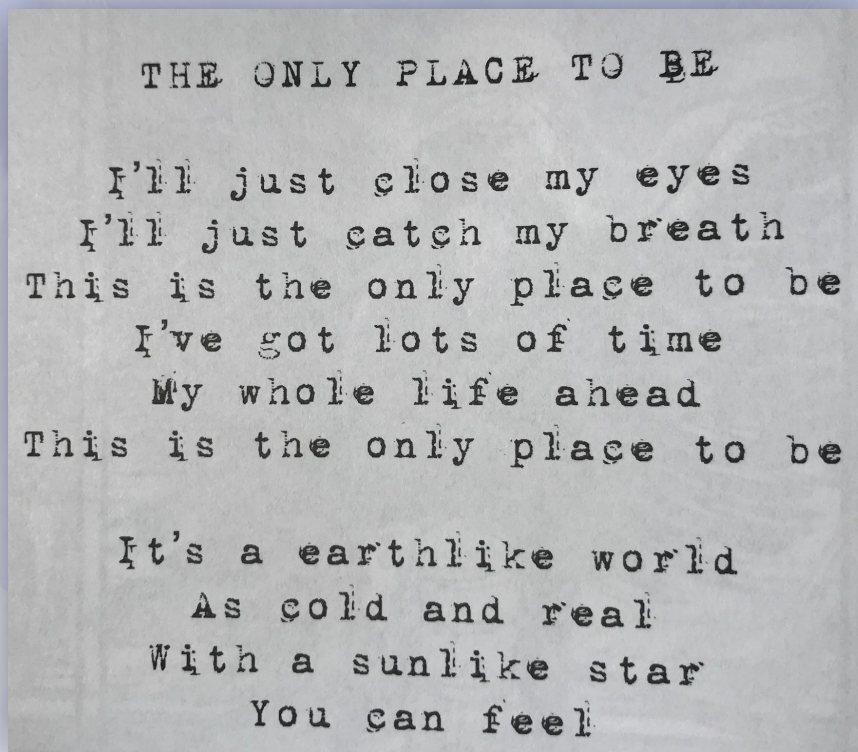 THE ONLY PLACE TO BE
I'll just close my eyes
I'll just catch my breath
This is the only place to be
I've got lots of time
My whole life ahead
This is the only place to be
It's a earthlike world
As cold and real
With a sunlike star
You can feel